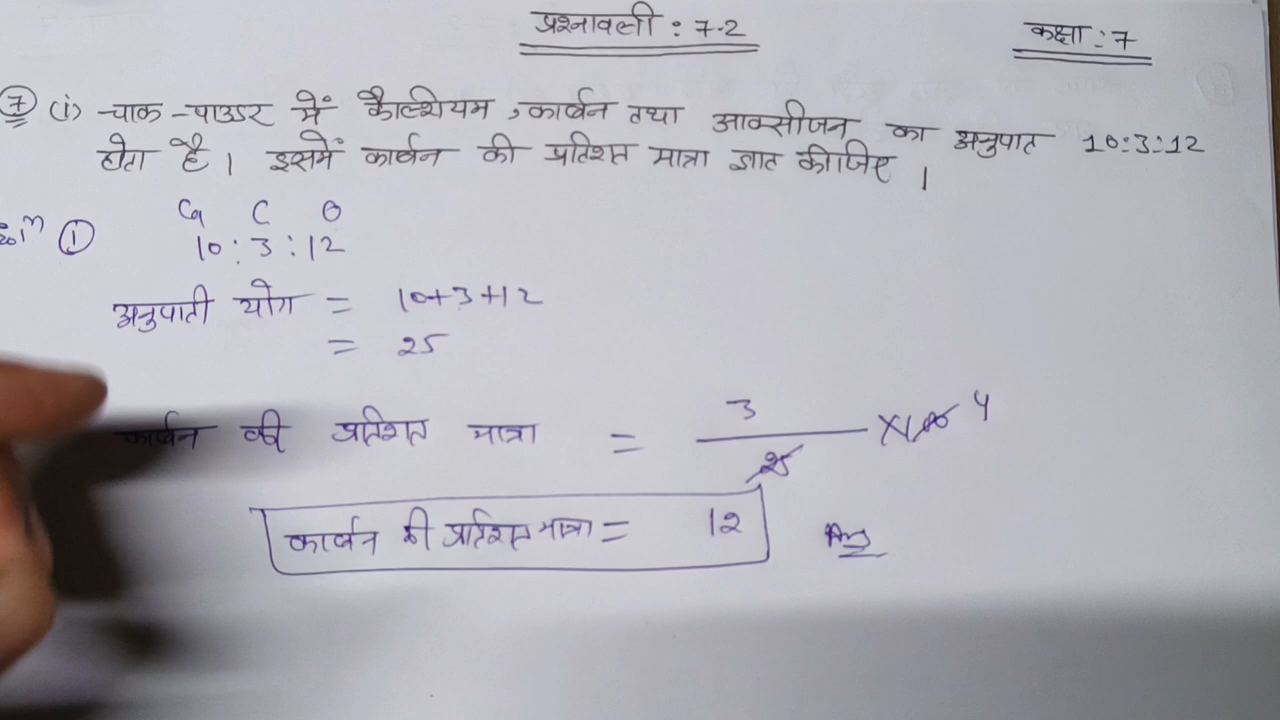 प्रश्नावली : 7.2
कक्षा : 7
7 (i) चाक-पाउडर में कैल्शियम, कार्बन तथा आक्सीजन का अनुपात 10:3:12
होता है। इसमें कार्बन की प्रतिशत मात्रा ज्ञात कीजिए।
Ca C O
① 10 : 3 : 12
अनुपाती योग = 10+3+12
= 25
कार्बन की प्रतिशत मात्रा = 3/25 ×100 4
कार्बन की प्रतिशत मात्रा = 12 Ans